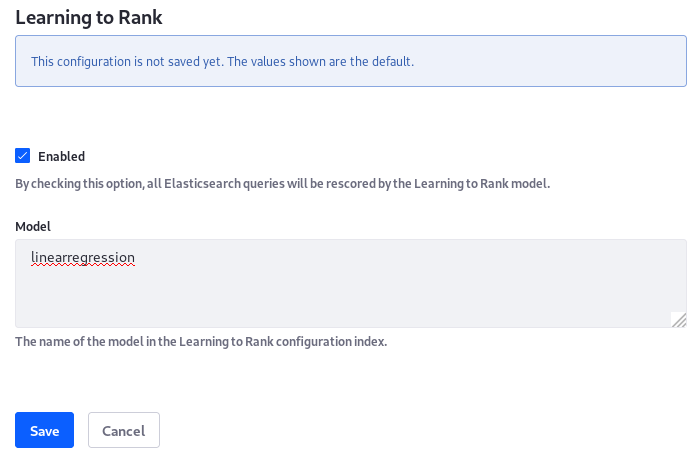 Learning to Rank
This configuration is not saved yet. The values shown are the default.
Enabled
By checking this option, all Elasticsearch queries will be rescored by the Learning to Rank model.
Model
linearregression
The name of the model in the Learning to Rank configuration index.
Save Cancel